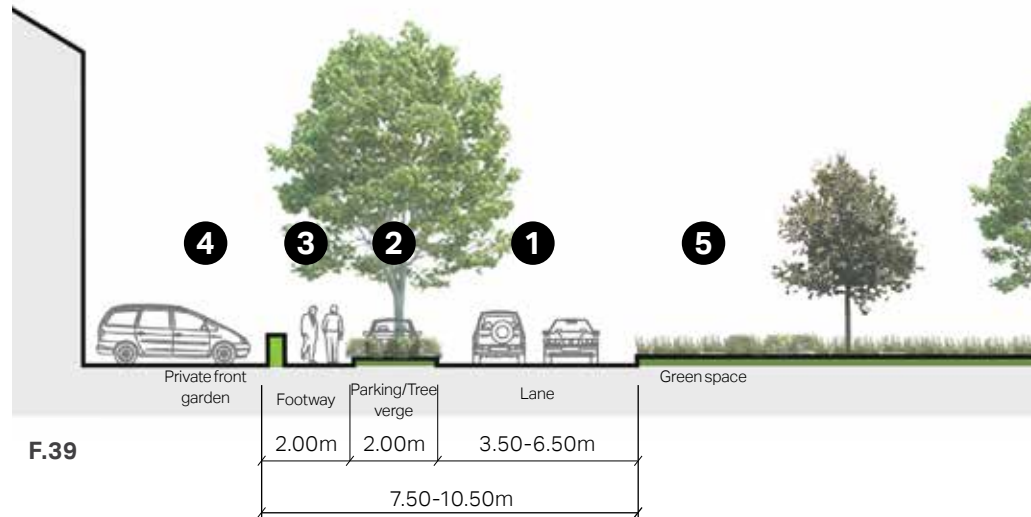 4 3 2 1 5
Private front
garden
Footway
Parking/Tree
verge
Lane
Green space
F.39
2.00m 2.00m 3.50-6.50m
7.50-10.50m